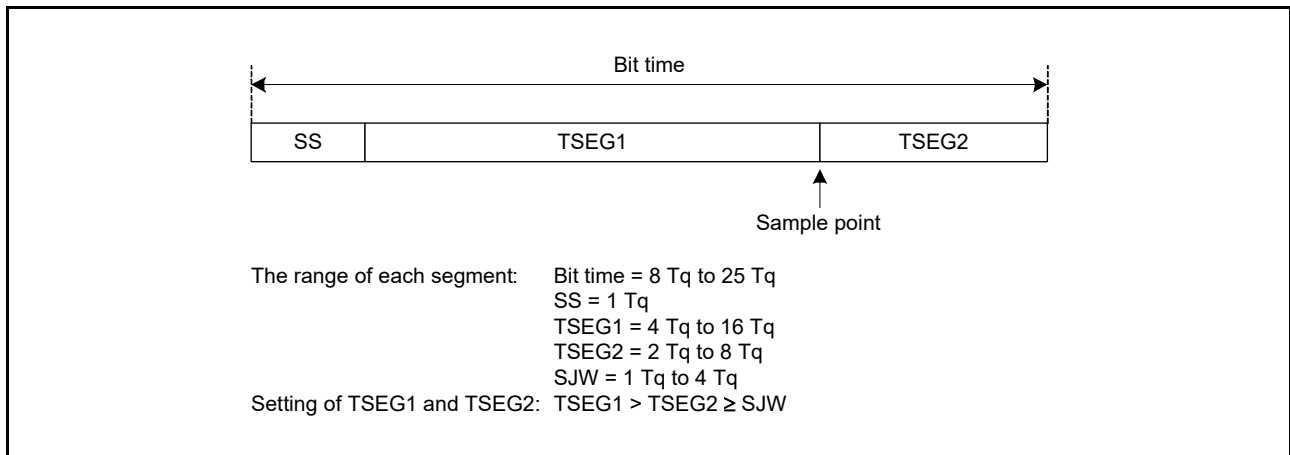 Bit time
SS TSEG1 TSEG2
Sample point
The range of each segment: Bit time = 8 Tq to 25 Tq
SS = 1 Tq
TSEG1 = 4 Tq to 16 Tq
TSEG2 = 2 Tq to 8 Tq
SJW = 1 Tq to 4 Tq
Setting of TSEG1 and TSEG2: TSEG1 > TSEG2 ≥ SJW